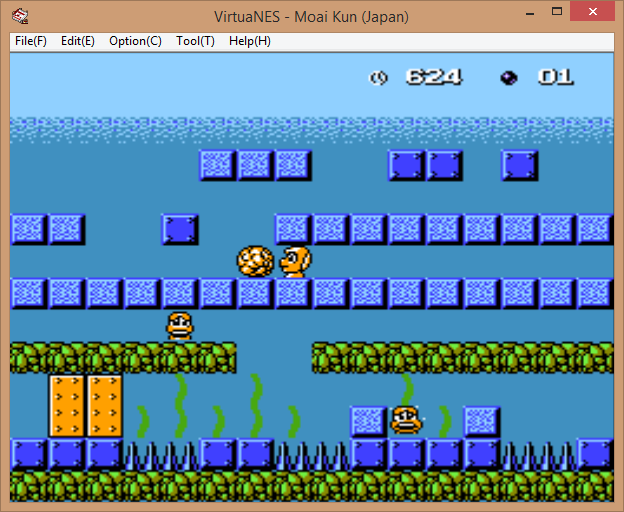 VirtuaNES - Moai Kun (Japan)
File(F) Edit(E) Option(C) Tool(T) Help(H)
624 01